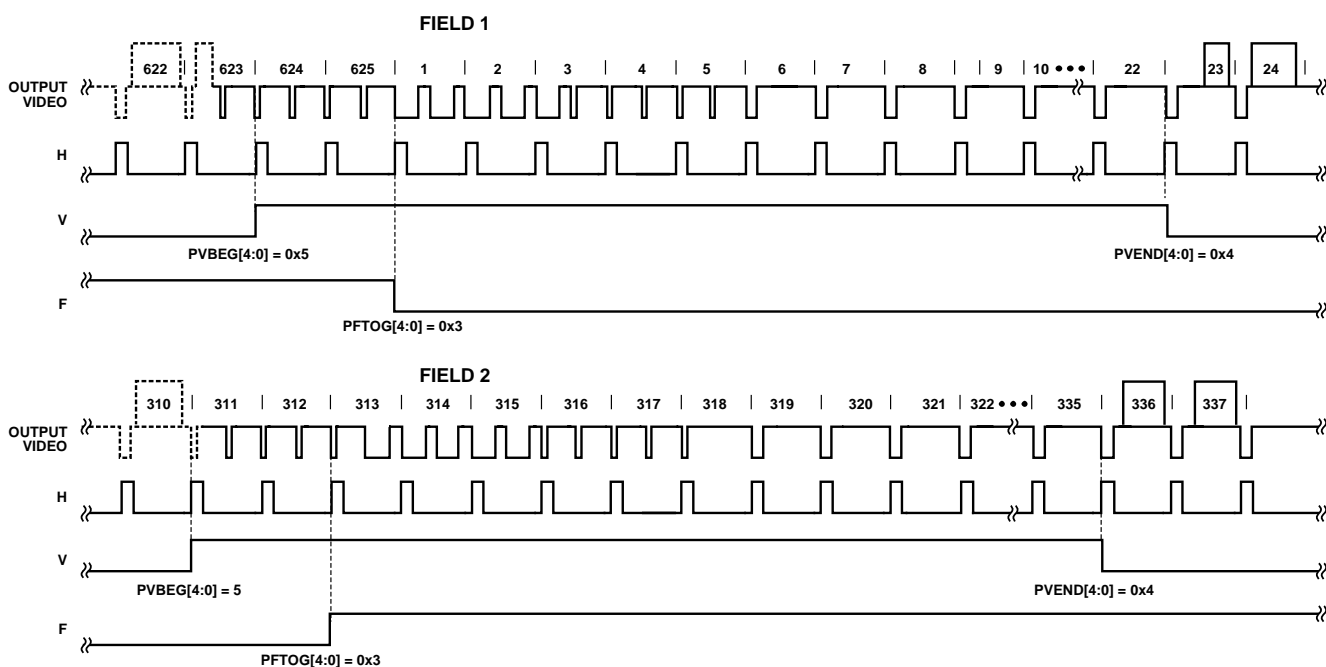 FIELD 1
622 623 624 625 1 2 3 4 5 6 7 8 9 10 ••• 22 23 24
OUTPUT
VIDEO
H
V
PVBEG[4:0] = 0x5 PVEND[4:0] = 0x4
F
PFTOG[4:0] = 0x3
FIELD 2
310 311 312 313 314 315 316 317 318 319 320 321 322 ••• 335 336 337
OUTPUT
VIDEO
H
V
PVBEG[4:0] = 5 PVEND[4:0] = 0x4
F
PFTOG[4:0] = 0x3